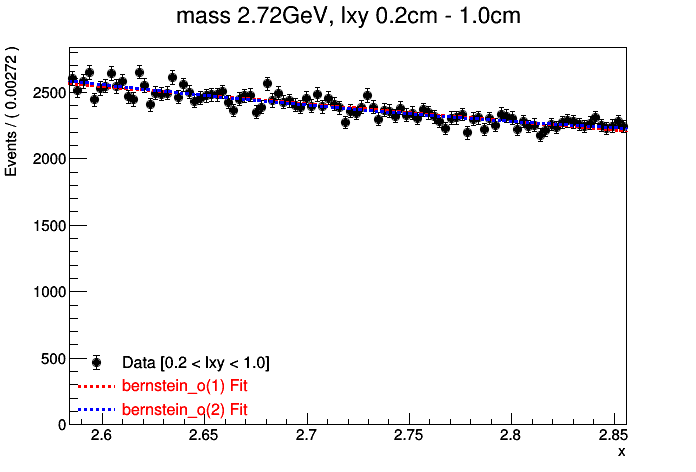 mass 2.72GeV, lxy 0.2cm - 1.0cm
Events / ( 0.00272 )
2500
2000
1500
1000
500
0
Data [0.2 < lxy < 1.0]
bernstein_o(1) Fit
bernstein_o(2) Fit
2.6 2.65 2.7 2.75 2.8 2.85
x